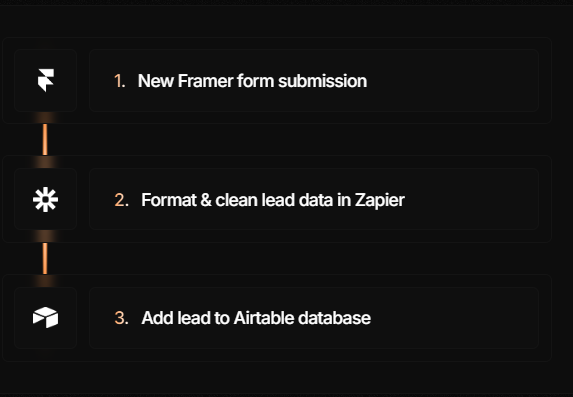 1. New Framer form submission
2. Format & clean lead data in Zapier
3. Add lead to Airtable database